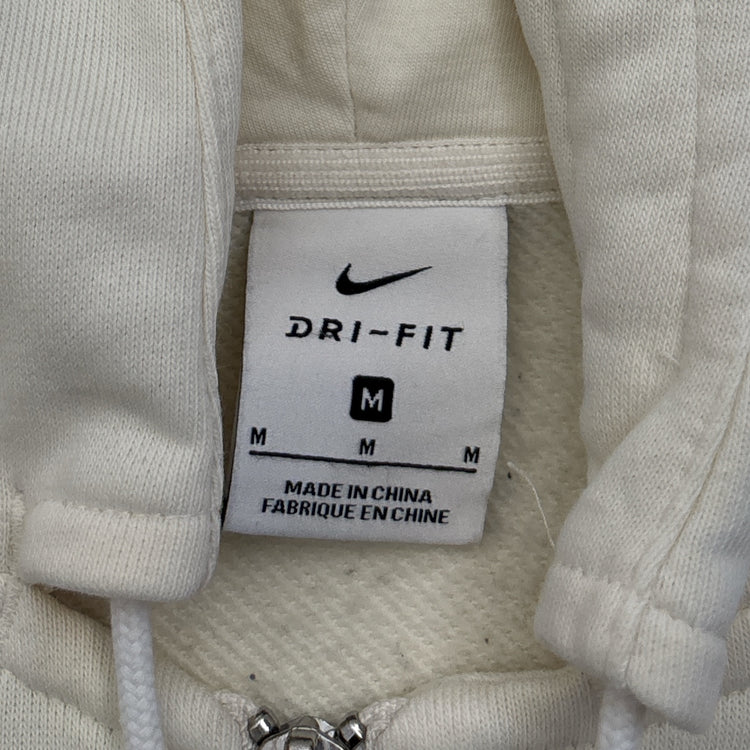 DRI-FIT
M
M M M
MADE IN CHINA
FABRIQUE EN CHINE